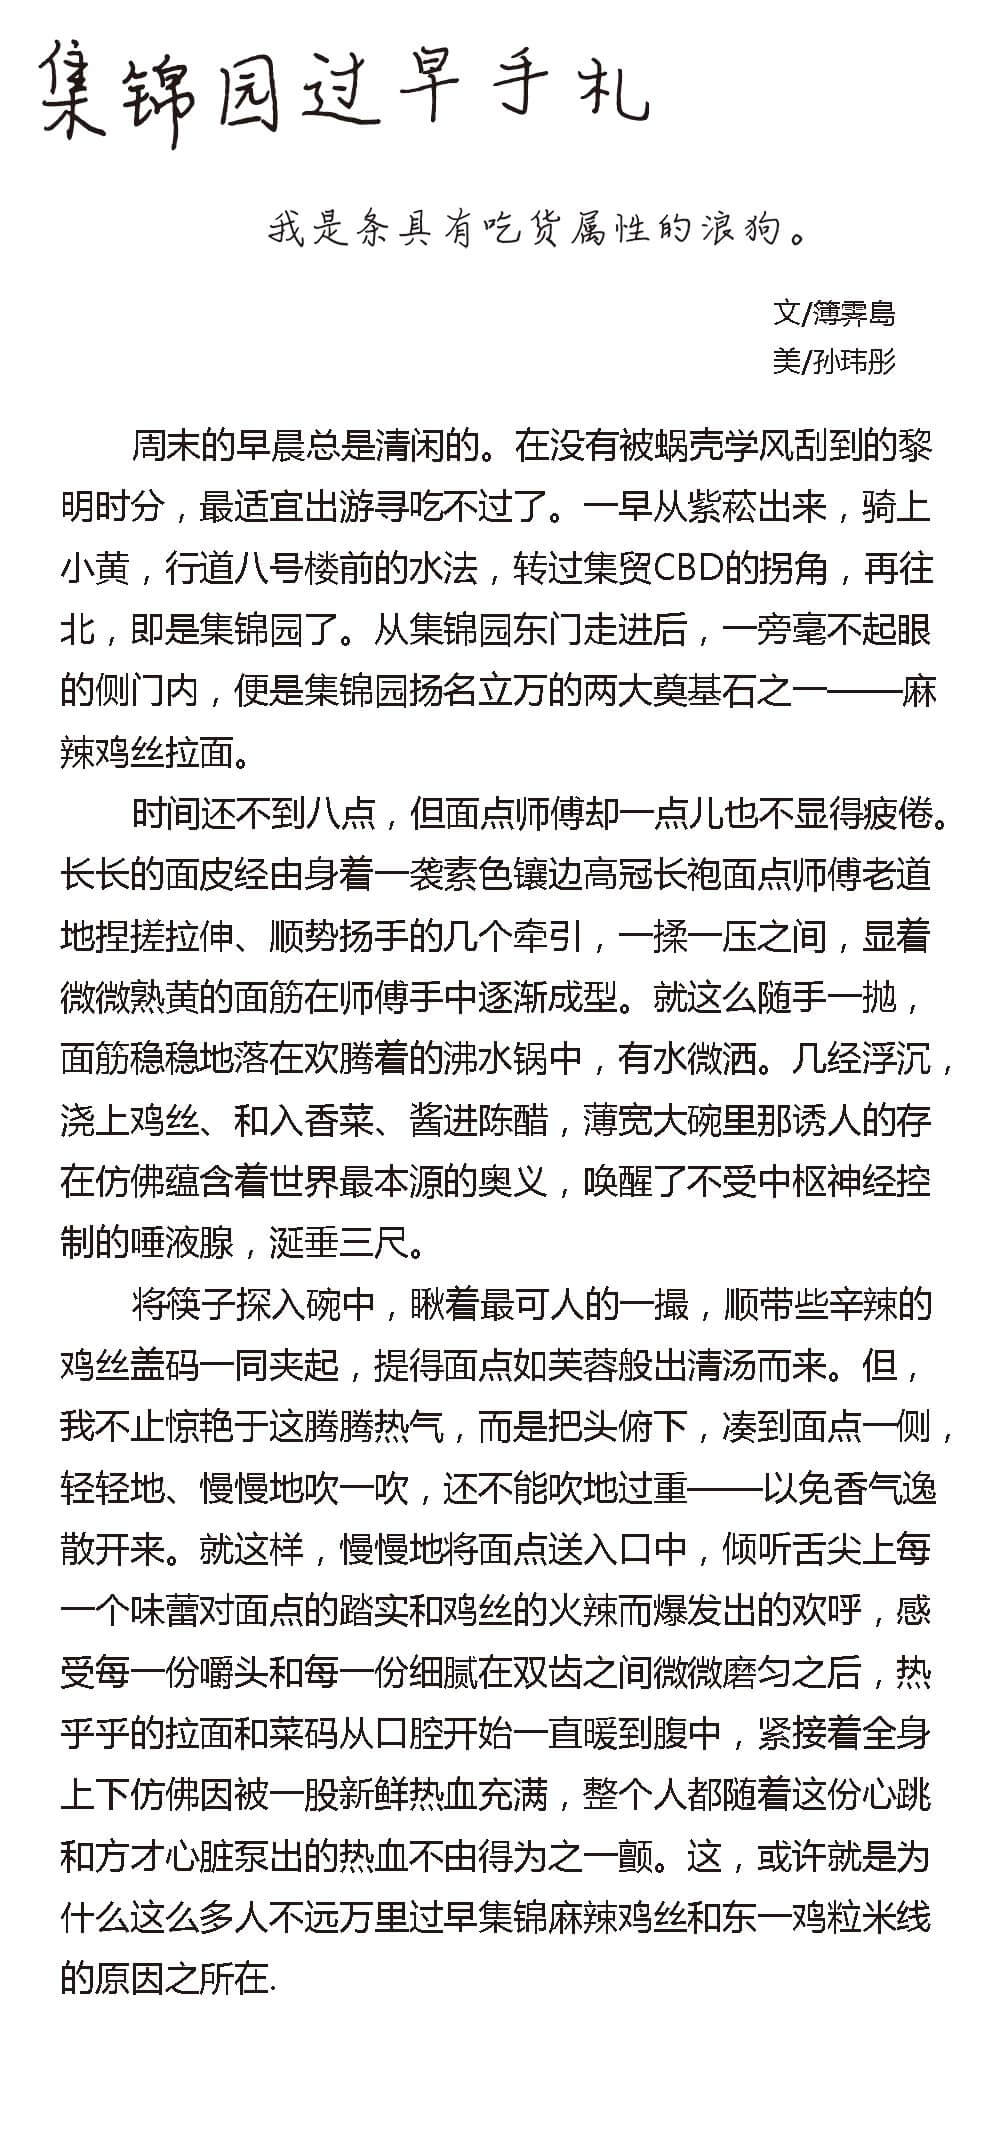 集锦园过早手札
我是条具有吃货属性的浪狗。
文/簿霁島
美/孙玮彤
周末的早晨总是清闲的。在没有被蜗壳学风刮到的黎
明时分，最适宜出游寻吃不过了。一早从紫菘出来，骑上
小黄，行道八号楼前的水法，转过集贸CBD的拐角，再往
北，即是集锦园了。从集锦园东门走进后，一旁毫不起眼
的侧门内，便是集锦园扬名立万的两大奠基石之一——麻
辣鸡丝拉面。
时间还不到八点，但面点师傅却一点儿也不显得疲倦。
长长的面皮经由身着一袭素色镶边高冠长袍面点师傅老道
地捏搓拉伸、顺势扬手的几个牵引，一揉一压之间，显着
微微熟黄的面筋在师傅手中逐渐成型。就这么随手一抛，
面筋稳稳地落在欢腾着的沸水锅中，有水微洒。几经浮沉，
浇上鸡丝、和入香菜、酱进陈醋，薄宽大碗里那诱人的存
在仿佛蕴含着世界最本源的奥义，唤醒了不受中枢神经控
制的唾液腺，涎垂三尺。
将筷子探入碗中，瞅着最可人的一撮，顺带些辛辣的
鸡丝盖码一同夹起，提得面点如芙蓉般出清汤而来。但，
我不止惊艳于这腾腾热气，而是把头俯下，凑到面点一侧，
轻轻地、慢慢地吹一吹，还不能吹地过重——以免香气逸
散开来。就这样，慢慢地将面点送入口中，倾听舌尖上每
一个味蕾对面点的踏实和鸡丝的火辣而爆发出的欢呼，感
受每一份嚼头和每一份细腻在双齿之间微微磨匀之后，热
乎乎的拉面和菜码从口腔开始一直暖到腹中，紧接着全身
上下仿佛因被一股新鲜热血充满，整个人都随着这份心跳
和方才心脏泵出的热血不由得为之一颤。这，或许就是为
什么这么多人不远万里过早集锦麻辣鸡丝和东一鸡粒米线
的原因之所在.